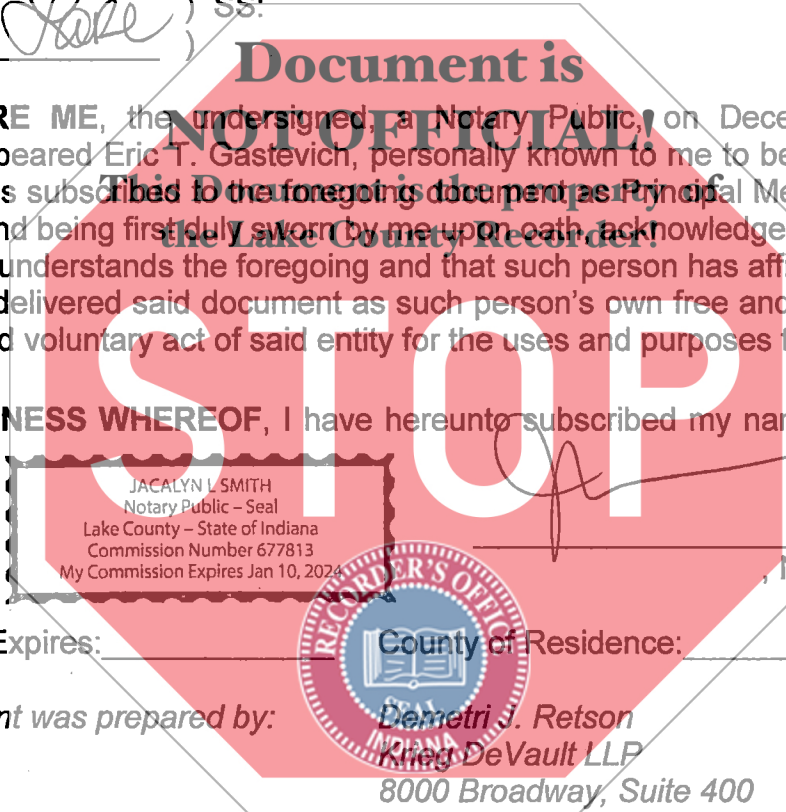 Lake ) SS:
)
Document is
RE ME, the undersigned, a Notary Public, on Dece
NOT OFFICIAL!
peared Eric T. Gastevich, personally known to me to be
This Document is the property of
s subscribed to the foregoing document as Principal Me
the Lake County Recorder!
nd being first duly sworn by me upon oath, acknowledge
understands the foregoing and that such person has affi
delivered said document as such person's own free and
d voluntary act of said entity for the uses and purposes t
STOP
NESS WHEREOF, I have hereunto subscribed my nar
JACALYN L SMITH
Notary Public – Seal
Lake County – State of Indiana
Commission Number 677813
My Commission Expires Jan 10, 2024
, N
RECORDER'S OFFICE
Expires: County of Residence:
SEAL
INDIANA
nt was prepared by: Demetri J. Retson
Krieg DeVault LLP
8000 Broadway, Suite 400